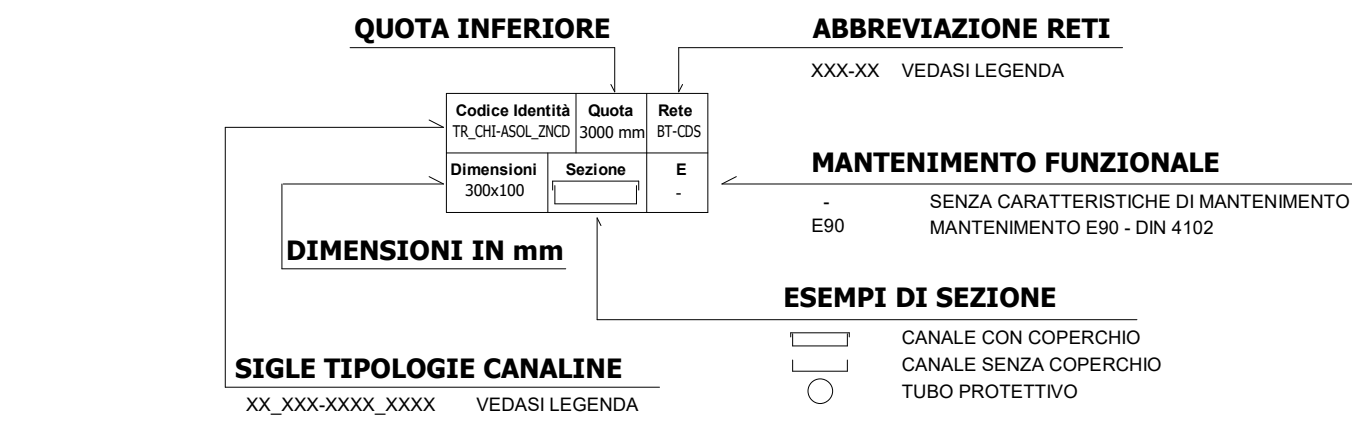 QUOTA INFERIORE
ABBREVIAZIONE RETI
XXX-XX VEDASI LEGENDA
Codice Identità Quota Rete
TR_CHI-ASOL_ZNCD 3000 mm BT-CDS
Dimensioni Sezione E
300x100 -
MANTENIMENTO FUNZIONALE
- SENZA CARATTERISTICHE DI MANTENIMENTO
E90 MANTENIMENTO E90 - DIN 4102
DIMENSIONI IN mm
ESEMPI DI SEZIONE
CANALE CON COPERCHIO
CANALE SENZA COPERCHIO
TUBO PROTETTIVO
SIGLE TIPOLOGIE CANALINE
XX_XXX-XXXX_XXXX VEDASI LEGENDA